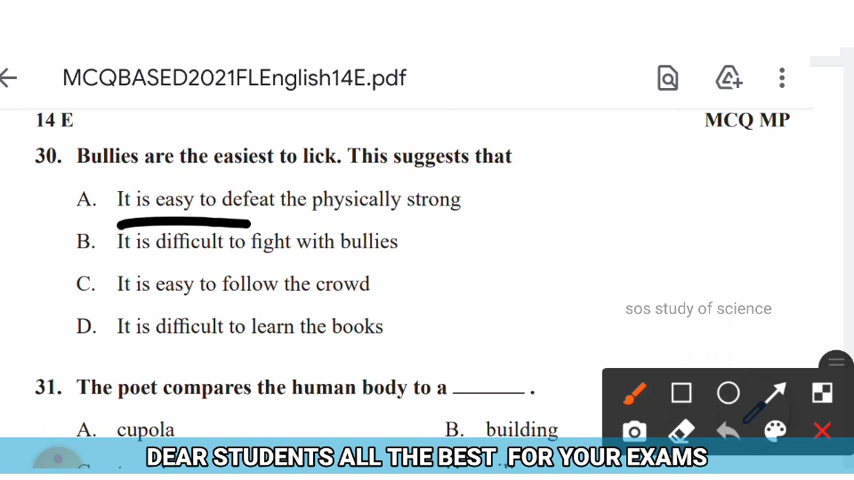 MCQBASED2021FLEnglish14E.pdf
14 E
MCQ MP
30. Bullies are the easiest to lick. This suggests that
A. It is easy to defeat the physically strong
B. It is difficult to fight with bullies
C. It is easy to follow the crowd
sos study of science
D. It is difficult to learn the books
31. The poet compares the human body to a ______ .
A. cupola
B. building
DEAR STUDENTS ALL THE BEST FOR YOUR EXAMS